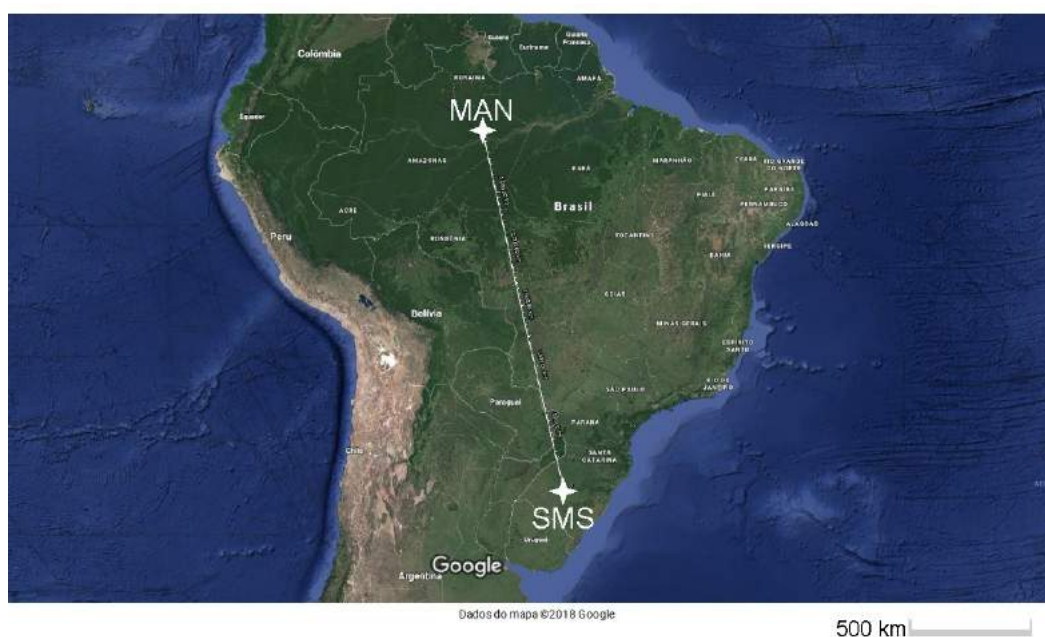 Colômbia
Guiana
Suriname
Guiana
Francesa
RORAIMA
AMAPÁ
MAN
Equador
AMAZONAS
PARÁ
MARANHÃO
CEARÁ
RIO GRANDE
DO NORTE
PARAÍBA
PIAUÍ
PERNAMBUCO
Brasil
ACRE
ALAGOAS
Peru
RONDÔNIA
TOCANTINS
SERGIPE
BAHIA
GOIÁS
Bolívia
MINAS GERAIS
ESPÍRITO
SANTO
SÃO PAULO
RIO DE
JANEIRO
Paraguai
PARANÁ
Chile
SANTA
CATARINA
SMS
Uruguai
Google
Argentina
Dados do mapa ©2018 Google
500 km